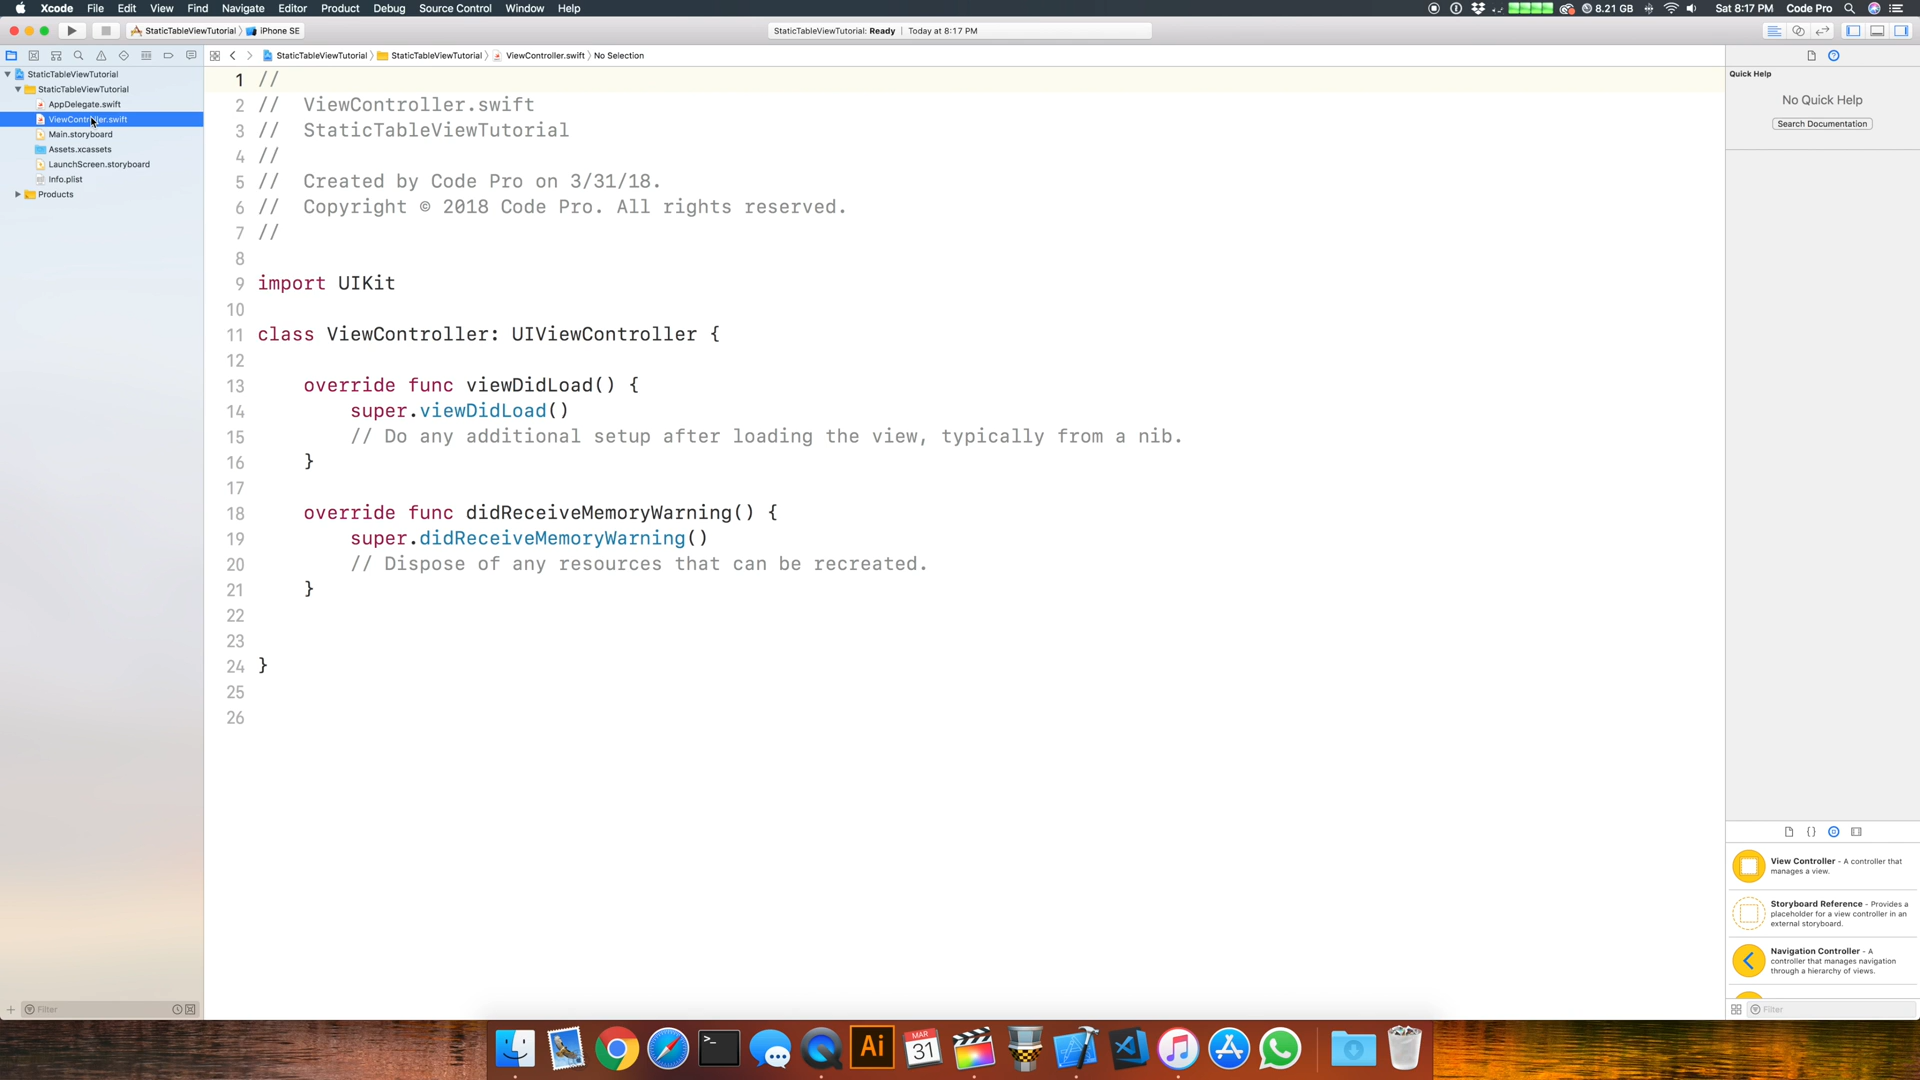 Xcode File Edit View Find Navigate Editor Product Debug Source Control Window Help
8.21 GB Sat 8:17 PM Code Pro
StaticTableViewTutorial iPhone SE
StaticTableViewTutorial: Ready | Today at 8:17 PM
StaticTableViewTutorial StaticTableViewTutorial ViewController.swift No Selection
StaticTableViewTutorial
StaticTableViewTutorial
AppDelegate.swift
ViewController.swift
Main.storyboard
Assets.xcassets
LaunchScreen.storyboard
Info.plist
Products
Filter
1 //
2 // ViewController.swift
3 // StaticTableViewTutorial
4 //
5 // Created by Code Pro on 3/31/18.
6 // Copyright © 2018 Code Pro. All rights reserved.
7 //
8
9 import UIKit
10
11 class ViewController: UIViewController {
12
13 override func viewDidLoad() {
14 super.viewDidLoad()
15 // Do any additional setup after loading the view, typically from a nib.
16 }
17
18 override func didReceiveMemoryWarning() {
19 super.didReceiveMemoryWarning()
20 // Dispose of any resources that can be recreated.
21 }
22
23
24 }
25
26
Quick Help
No Quick Help
Search Documentation
{ }
View Controller - A controller that
manages a view.
Storyboard Reference - Provides a
placeholder for a view controller in an
external storyboard.
Navigation Controller - A
controller that manages navigation
through a hierarchy of views.
Filter
>_
Ai
MAR
31